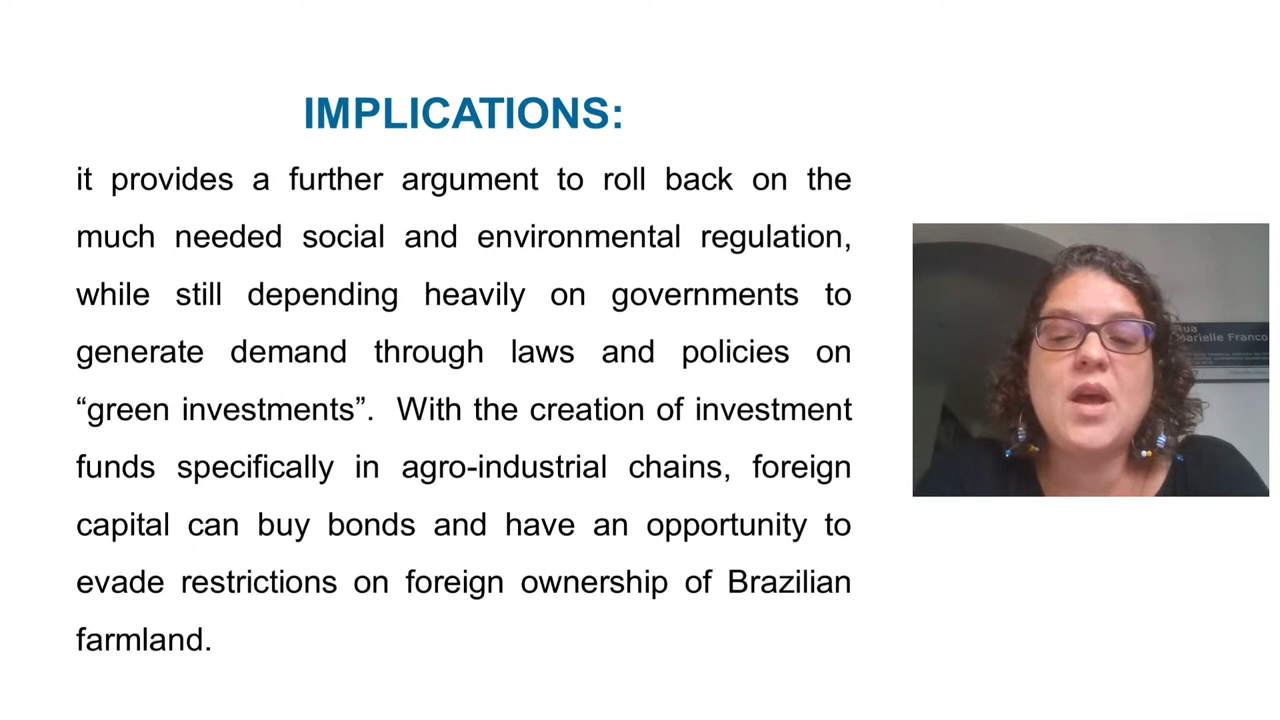 IMPLICATIONS:
it provides a further argument to roll back on the
much needed social and environmental regulation,
while still depending heavily on governments to
generate demand through laws and policies on
“green investments”.  With the creation of investment
funds specifically in agro-industrial chains, foreign
capital can buy bonds and have an opportunity to
evade restrictions on foreign ownership of Brazilian
farmland.
Rua
Marielle Franco